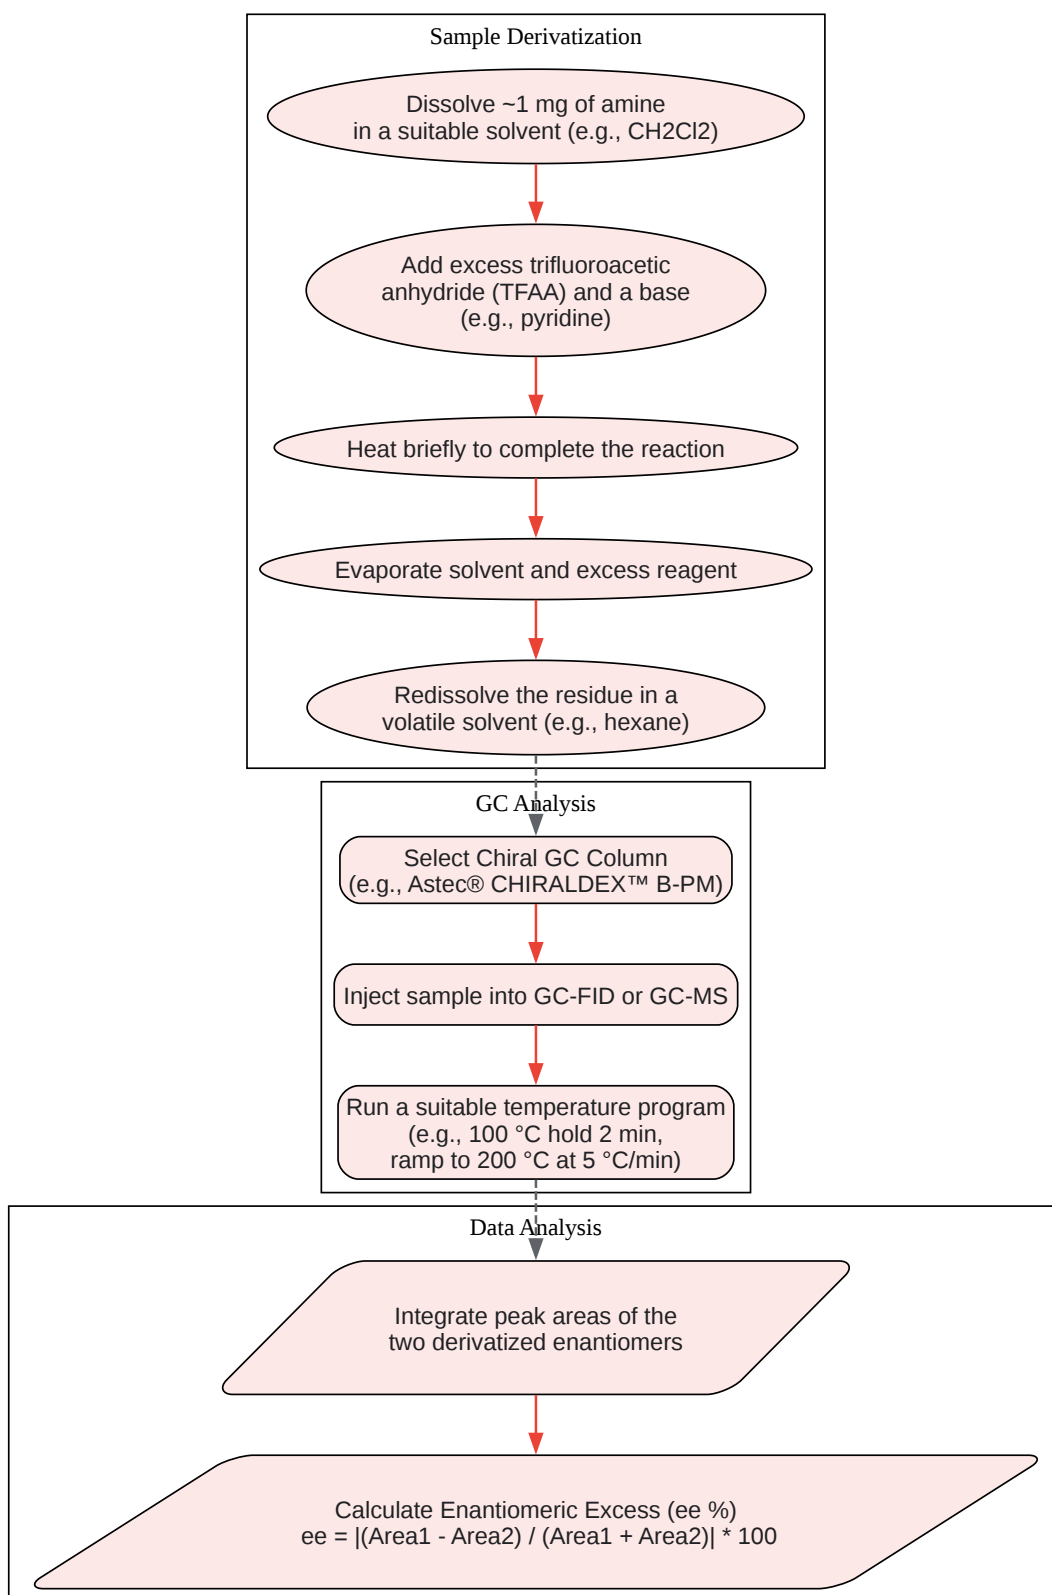 Sample Derivatization
Dissolve ~1 mg of amine
in a suitable solvent (e.g., CH2Cl2)
Add excess trifluoroacetic
anhydride (TFAA) and a base
(e.g., pyridine)
Heat briefly to complete the reaction
Evaporate solvent and excess reagent
Redissolve the residue in a
volatile solvent (e.g., hexane)
GC Analysis
Select Chiral GC Column
(e.g., Astec® CHIRALDEX™ B-PM)
Inject sample into GC-FID or GC-MS
Run a suitable temperature program
(e.g., 100 °C hold 2 min,
ramp to 200 °C at 5 °C/min)
Data Analysis
Integrate peak areas of the
two derivatized enantiomers
Calculate Enantiomeric Excess (ee %)
ee = |(Area1 - Area2) / (Area1 + Area2)| * 100